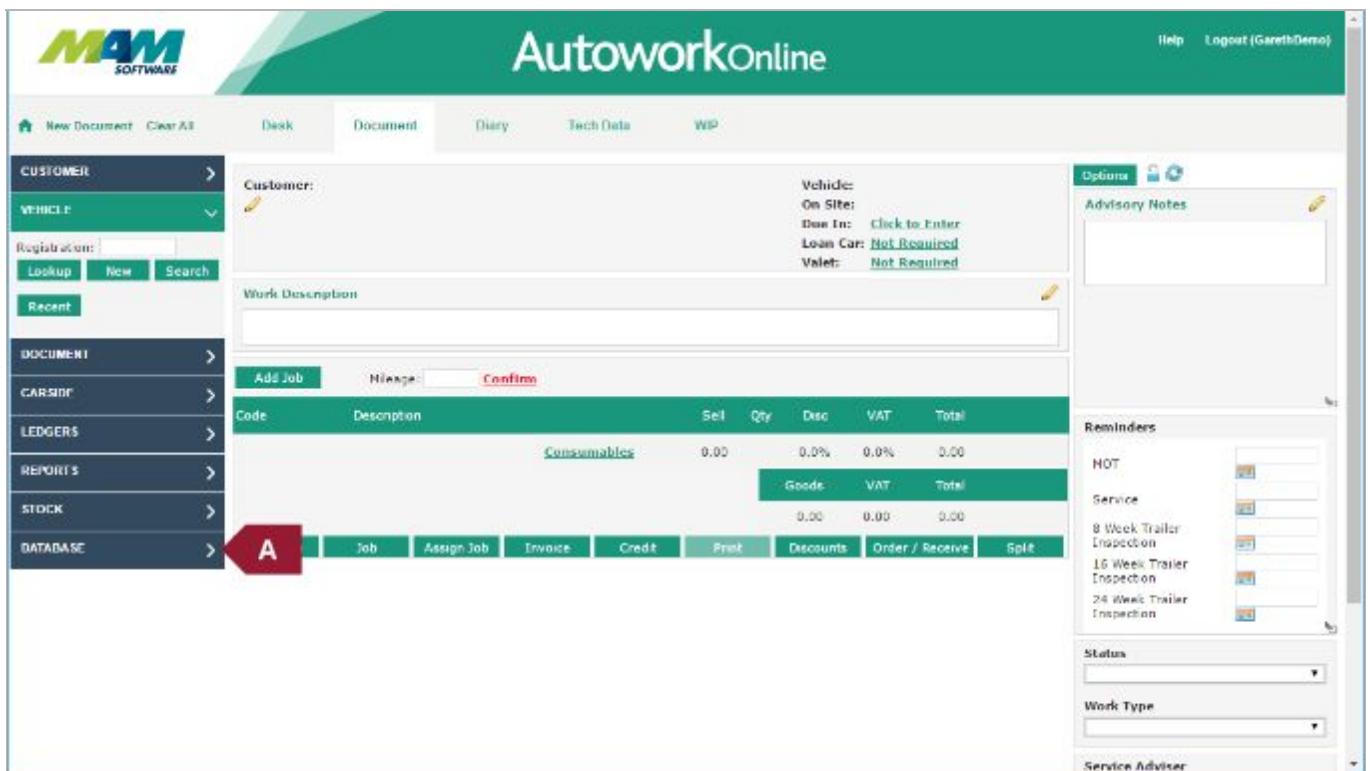 MAM
SOFTWARE
AutoworkOnline
Help Logout (GarethDemo)
New Document Clear All
Desk Document Diary Tech Data WIP
CUSTOMER
VEHICLE
Registration:
Lookup New Search
Recent
DOCUMENT
CARSIDE
LEDGERS
REPORTS
STOCK
DATABASE
A
Customer:
Vehicle:
On Site:
Due In: Click to Enter
Loan Car: Not Required
Valet: Not Required
Work Description
Add Job Mileage: Confirm
Code Description Sell Qty Disc VAT Total
Consumables 0.00 0.0% 0.0% 0.00
Goods VAT Total
0.00 0.00 0.00
Job Assign Job Invoice Credit Print Discounts Order / Receive Split
Options
Advisory Notes
Reminders
MOT
Service
8 Week Trailer
Inspection
16 Week Trailer
Inspection
24 Week Trailer
Inspection
Status
Work Type
Service Adviser